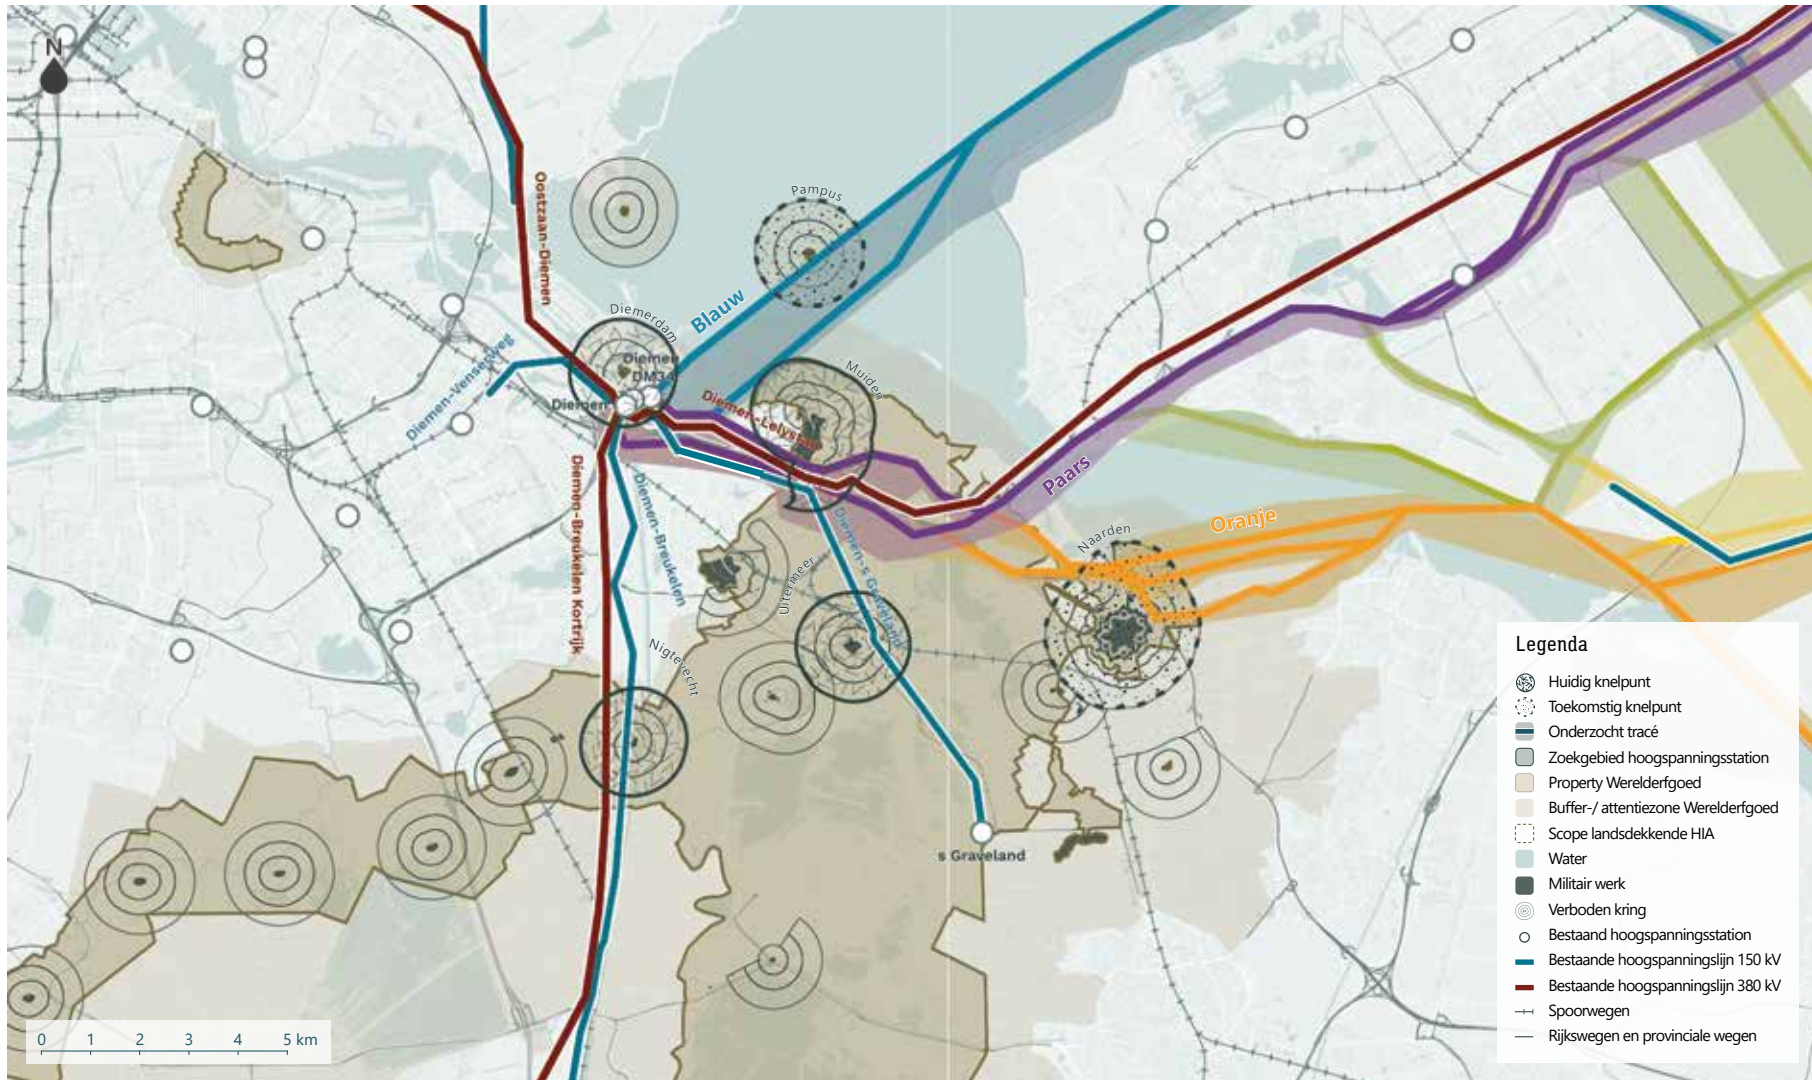 N
Pampus
Oostzaan-Diemen
Blauw
Diemerdam
Diemen-Venserweg
Diemen
DM34
Diemen
Muiden
Diemen-Lelystad
Paars
Oranje
Naarden
Diemen-Breukelen Kortrijk
Diemen-Breukelen
Diemen-s Graveland
Uitermeer
Nigtevecht
s Graveland
Legenda
Huidig knelpunt
Toekomstig knelpunt
Onderzocht tracé
Zoekgebied hoogspanningsstation
Property Werelderfgoed
Buffer-/ attentiezone Werelderfgoed
Scope landsdekkende HIA
Water
Militair werk
Verboden kring
Bestaand hoogspanningsstation
Bestaande hoogspanningslijn 150 kV
Bestaande hoogspanningslijn 380 kV
Spoorwegen
Rijkswegen en provinciale wegen
0 1 2 3 4 5 km